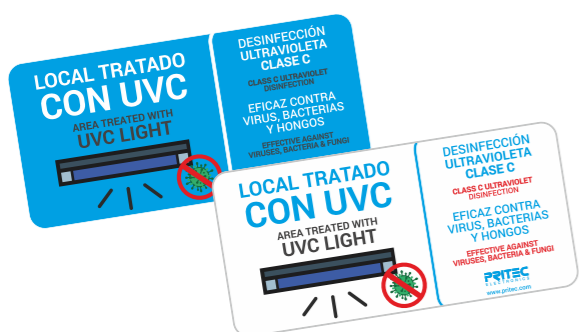 LOCAL TRATADO
CON UVC
AREA TREATED WITH
UVC LIGHT
DESINFECCIÓN
ULTRAVIOLETA
CLASE C
CLASS C ULTRAVIOLET
DISINFECTION
EFICAZ CONTRA
VIRUS, BACTERIAS
Y HONGOS
EFFECTIVE AGAINST
VIRUSES, BACTERIA & FUNGI
LOCAL TRATADO
CON UVC
AREA TREATED WITH
UVC LIGHT
DESINFECCIÓN
ULTRAVIOLETA
CLASE C
CLASS C ULTRAVIOLET
DISINFECTION
EFICAZ CONTRA
VIRUS, BACTERIAS
Y HONGOS
EFFECTIVE AGAINST
VIRUSES, BACTERIA & FUNGI
PRITEC
ELECTRONICS
www.pritec.com